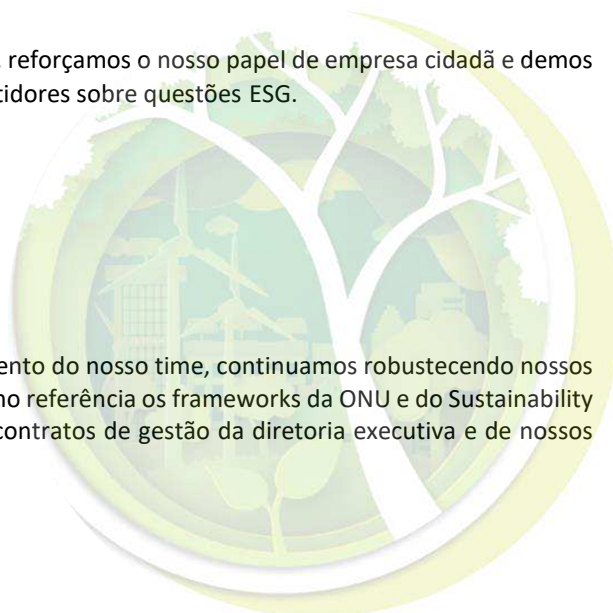 reforçamos o nosso papel de empresa cidadã e demos
tidores sobre questões ESG.
ento do nosso time, continuamos robustecendo nossos
no referência os frameworks da ONU e do Sustainability
contratos de gestão da diretoria executiva e de nossos